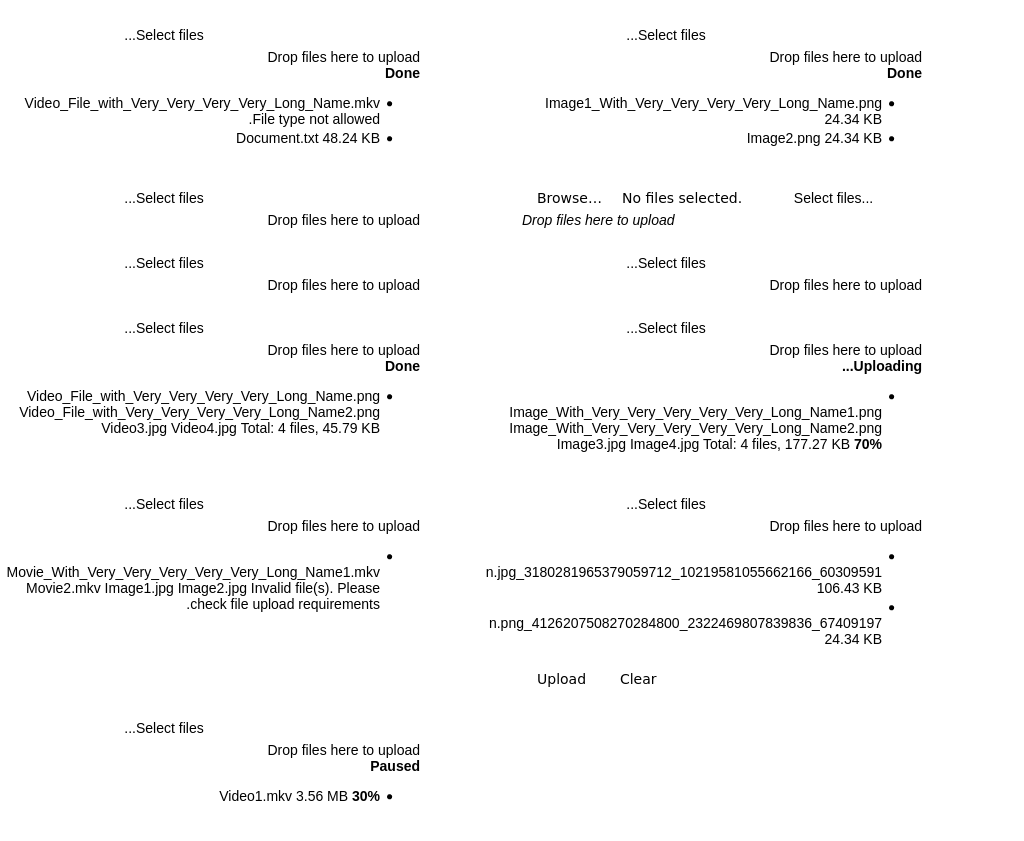 ...Select files
Drop files here to upload
Done
Video_File_with_Very_Very_Very_Very_Long_Name.mkv
.File type not allowed
Document.txt 48.24 KB
...Select files
Drop files here to upload
Done
Image1_With_Very_Very_Very_Very_Long_Name.png
24.34 KB
Image2.png 24.34 KB
...Select files
Drop files here to upload
Browse... No files selected. Select files...
Drop files here to upload
...Select files
Drop files here to upload
...Select files
Drop files here to upload
...Select files
Drop files here to upload
Done
Video_File_with_Very_Very_Very_Very_Long_Name.png
Video_File_with_Very_Very_Very_Very_Long_Name2.png
Video3.jpg Video4.jpg Total: 4 files, 45.79 KB
...Select files
Drop files here to upload
...Uploading
Image_With_Very_Very_Very_Very_Very_Long_Name1.png
Image_With_Very_Very_Very_Very_Very_Long_Name2.png
Image3.jpg Image4.jpg Total: 4 files, 177.27 KB 70%
...Select files
Drop files here to upload
Movie_With_Very_Very_Very_Very_Very_Long_Name1.mkv
Movie2.mkv Image1.jpg Image2.jpg Invalid file(s). Please
.check file upload requirements
...Select files
Drop files here to upload
n.jpg_3180281965379059712_10219581055662166_60309591
106.43 KB
n.png_4126207508270284800_2322469807839836_67409197
24.34 KB
Upload Clear
...Select files
Drop files here to upload
Paused
Video1.mkv 3.56 MB 30%